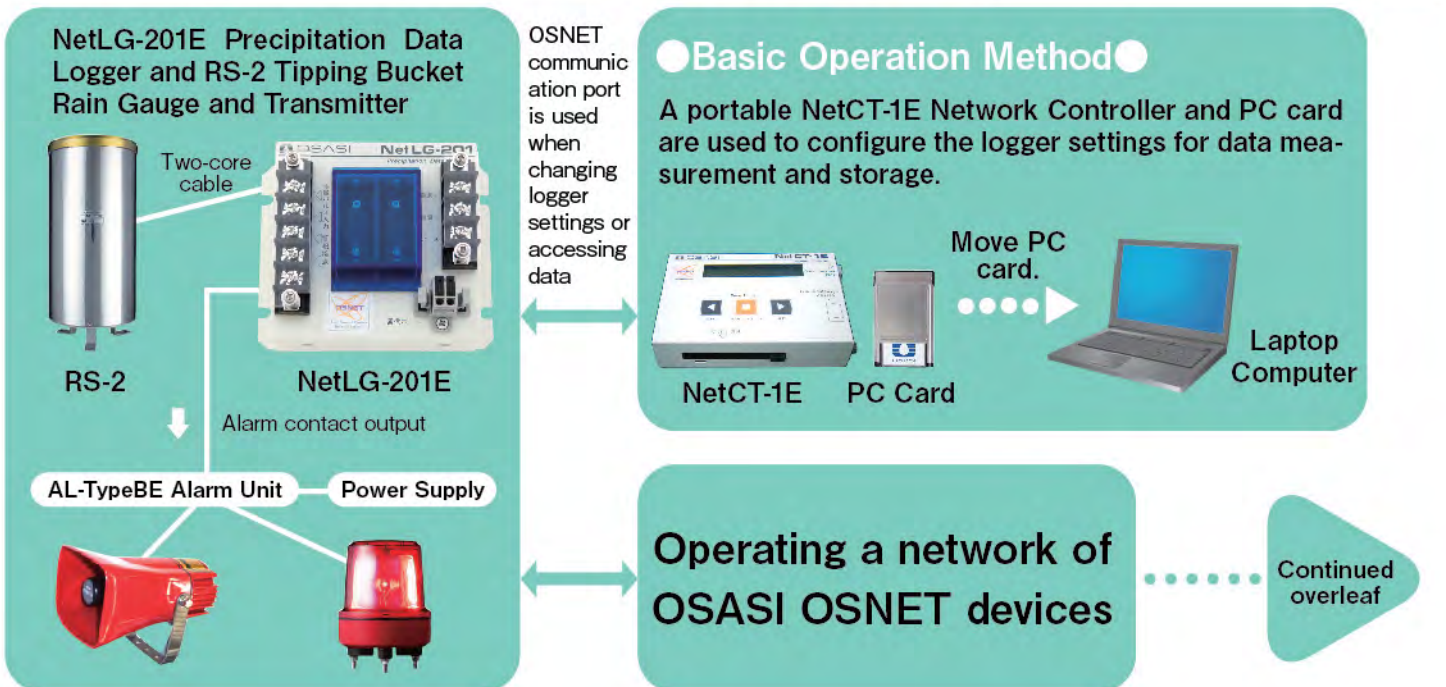 NetLG-201E Precipitation Data
Logger and RS-2 Tipping Bucket
Rain Gauge and Transmitter
Two-core
cable
OSASI
NetLG-201
Precipitation
OSNET
RS-2
NetLG-201E
Alarm contact output
AL-TypeBE Alarm Unit
Power Supply
OSNET
communic
ation port
is used
when
changing
logger
settings or
accessing
data
●Basic Operation Method●
A portable NetCT-1E Network Controller and PC card
are used to configure the logger settings for data mea-
surement and storage.
NetCT-1E
Move PC
card.
NetCT-1E
PC Card
Laptop
Computer
Operating a network of
OSASI OSNET devices
Continued
overleaf